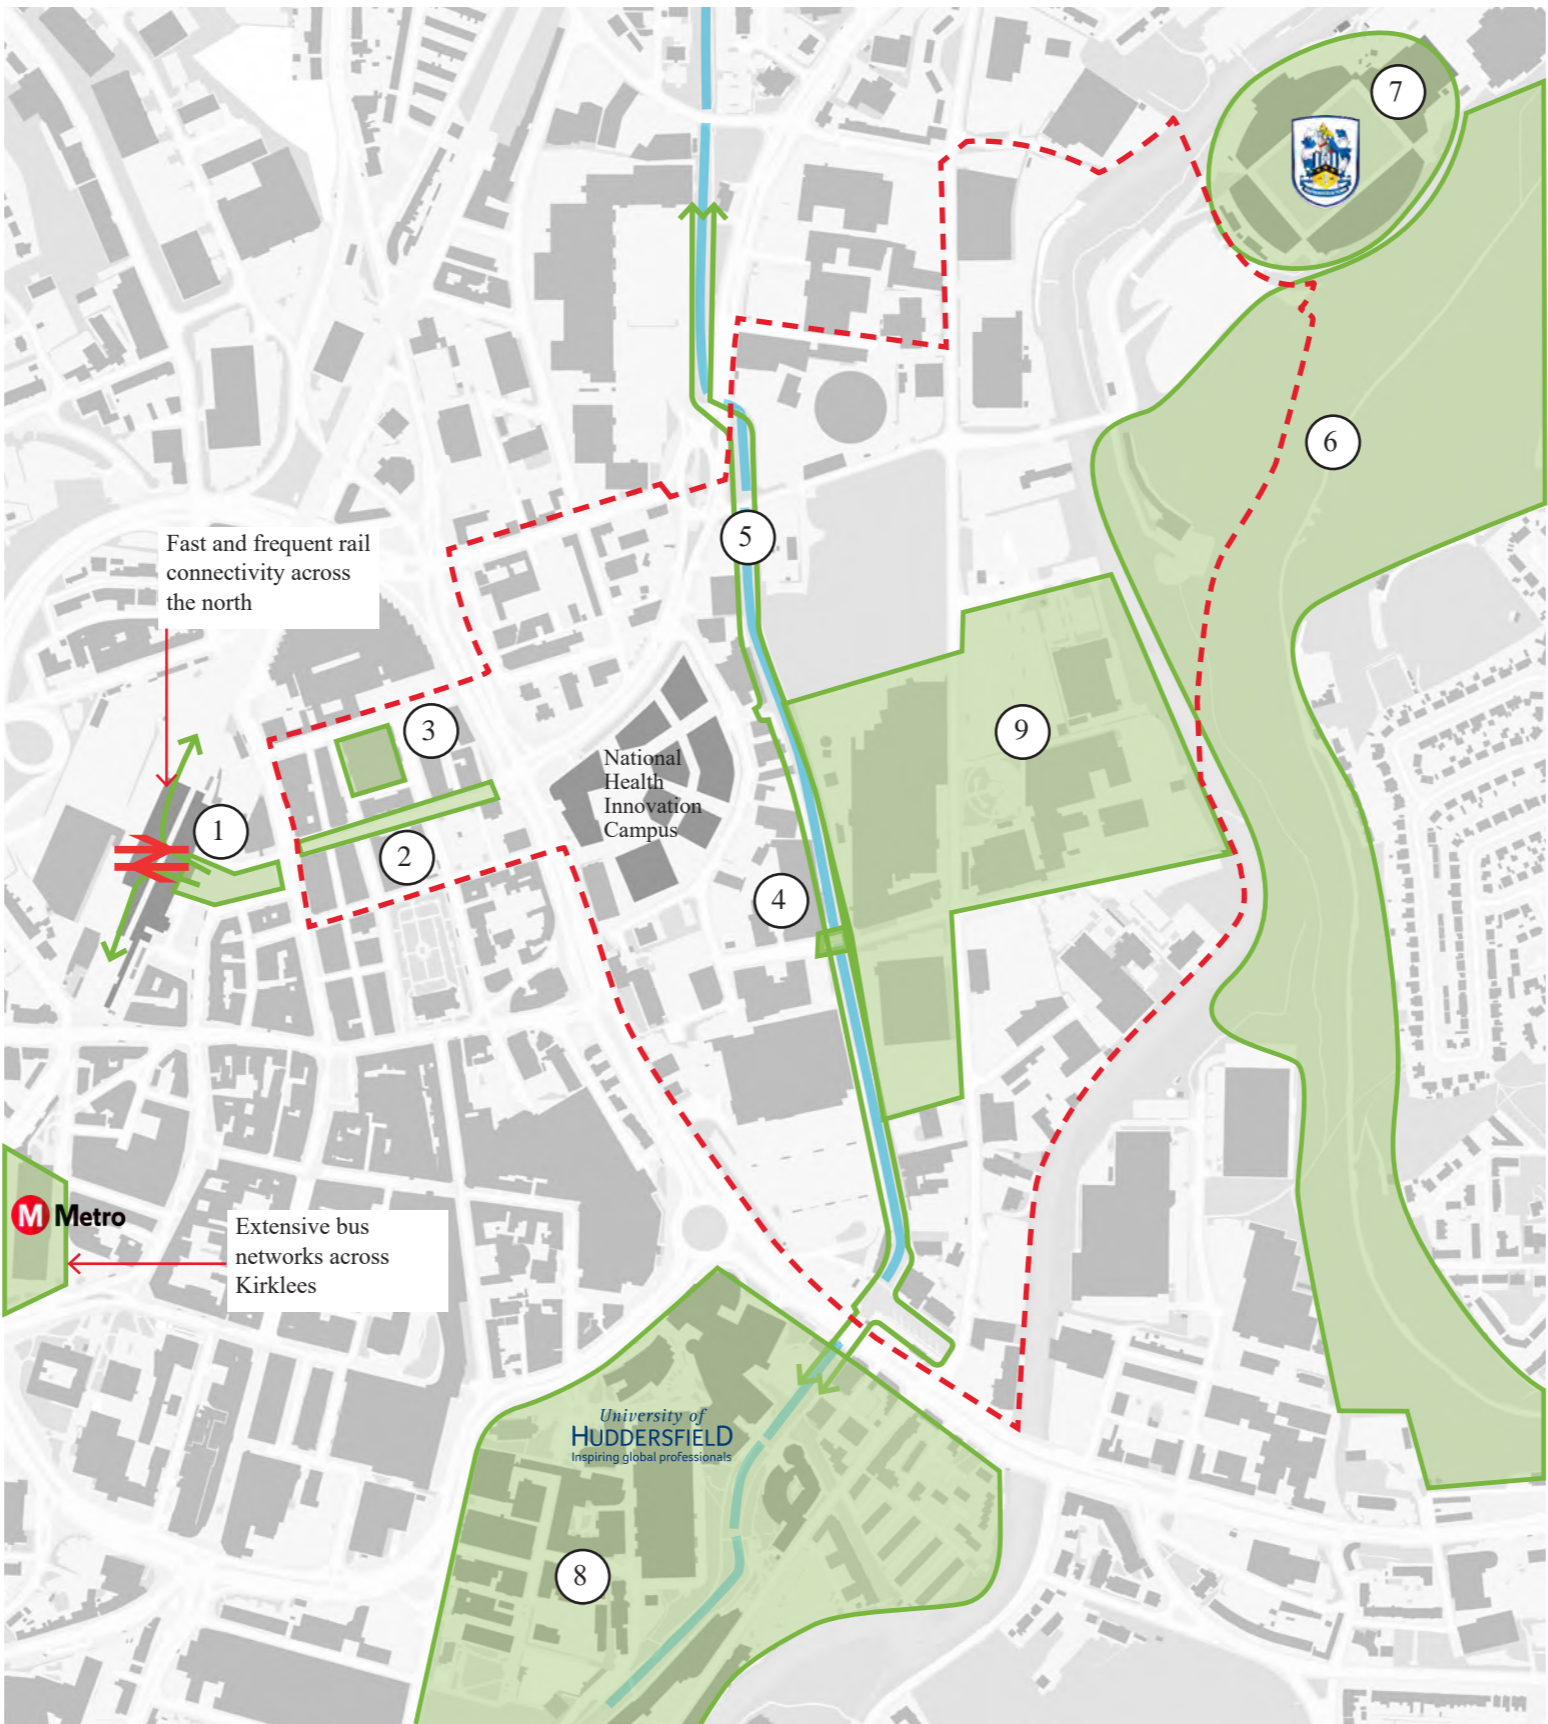 7
6
Fast and frequent rail
connectivity across
the north
5
3
9
National
Health
Innovation
Campus
1
2
4
M Metro
Extensive bus
networks across
Kirklees
University of
HUDDERSFIELD
Inspiring global professionals
8